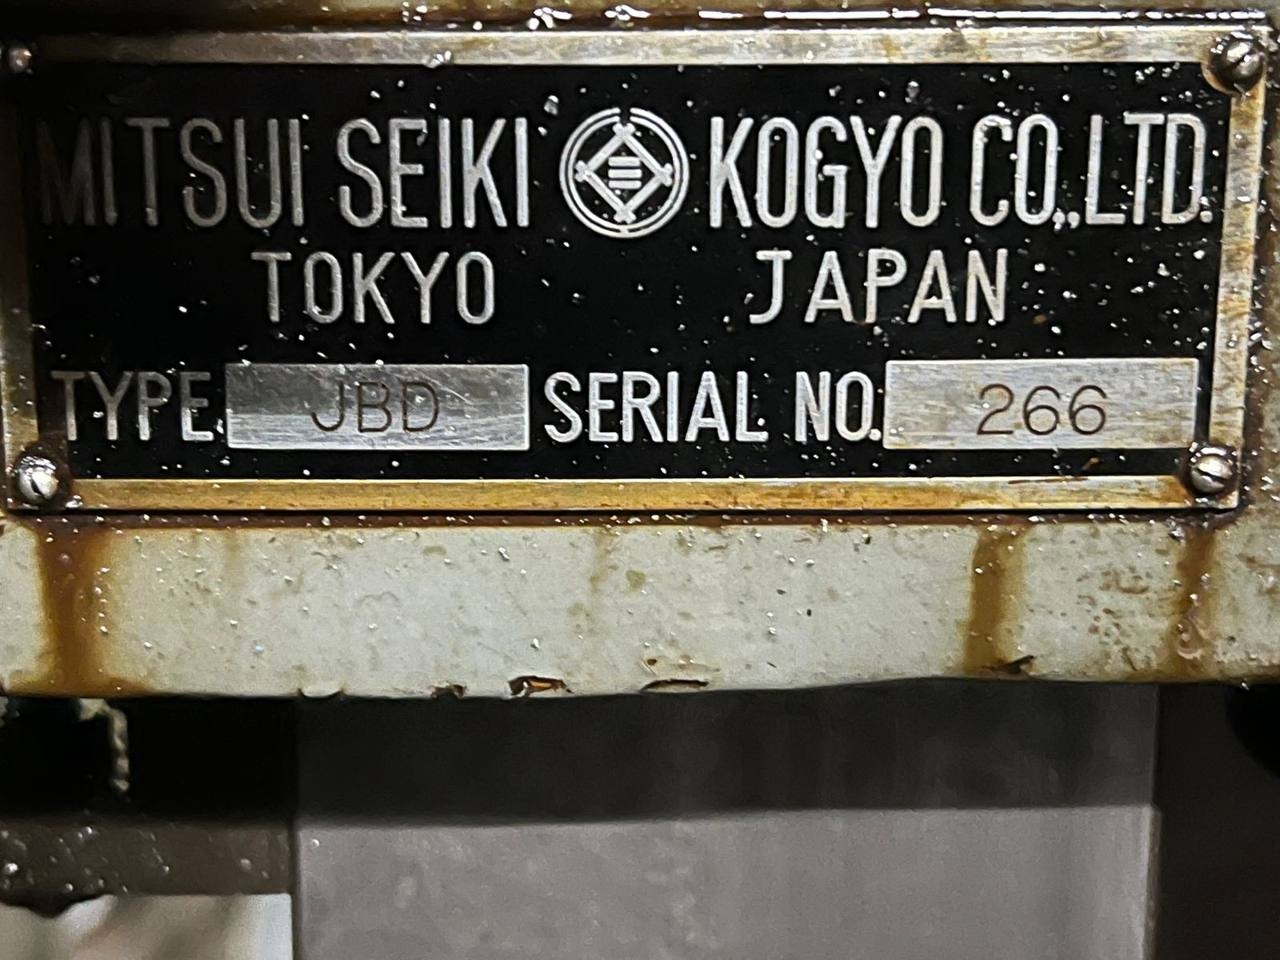 MITSUI SEIKI KOGYO CO.,LTD.
TOKYO JAPAN
TYPE JBD SERIAL NO. 266